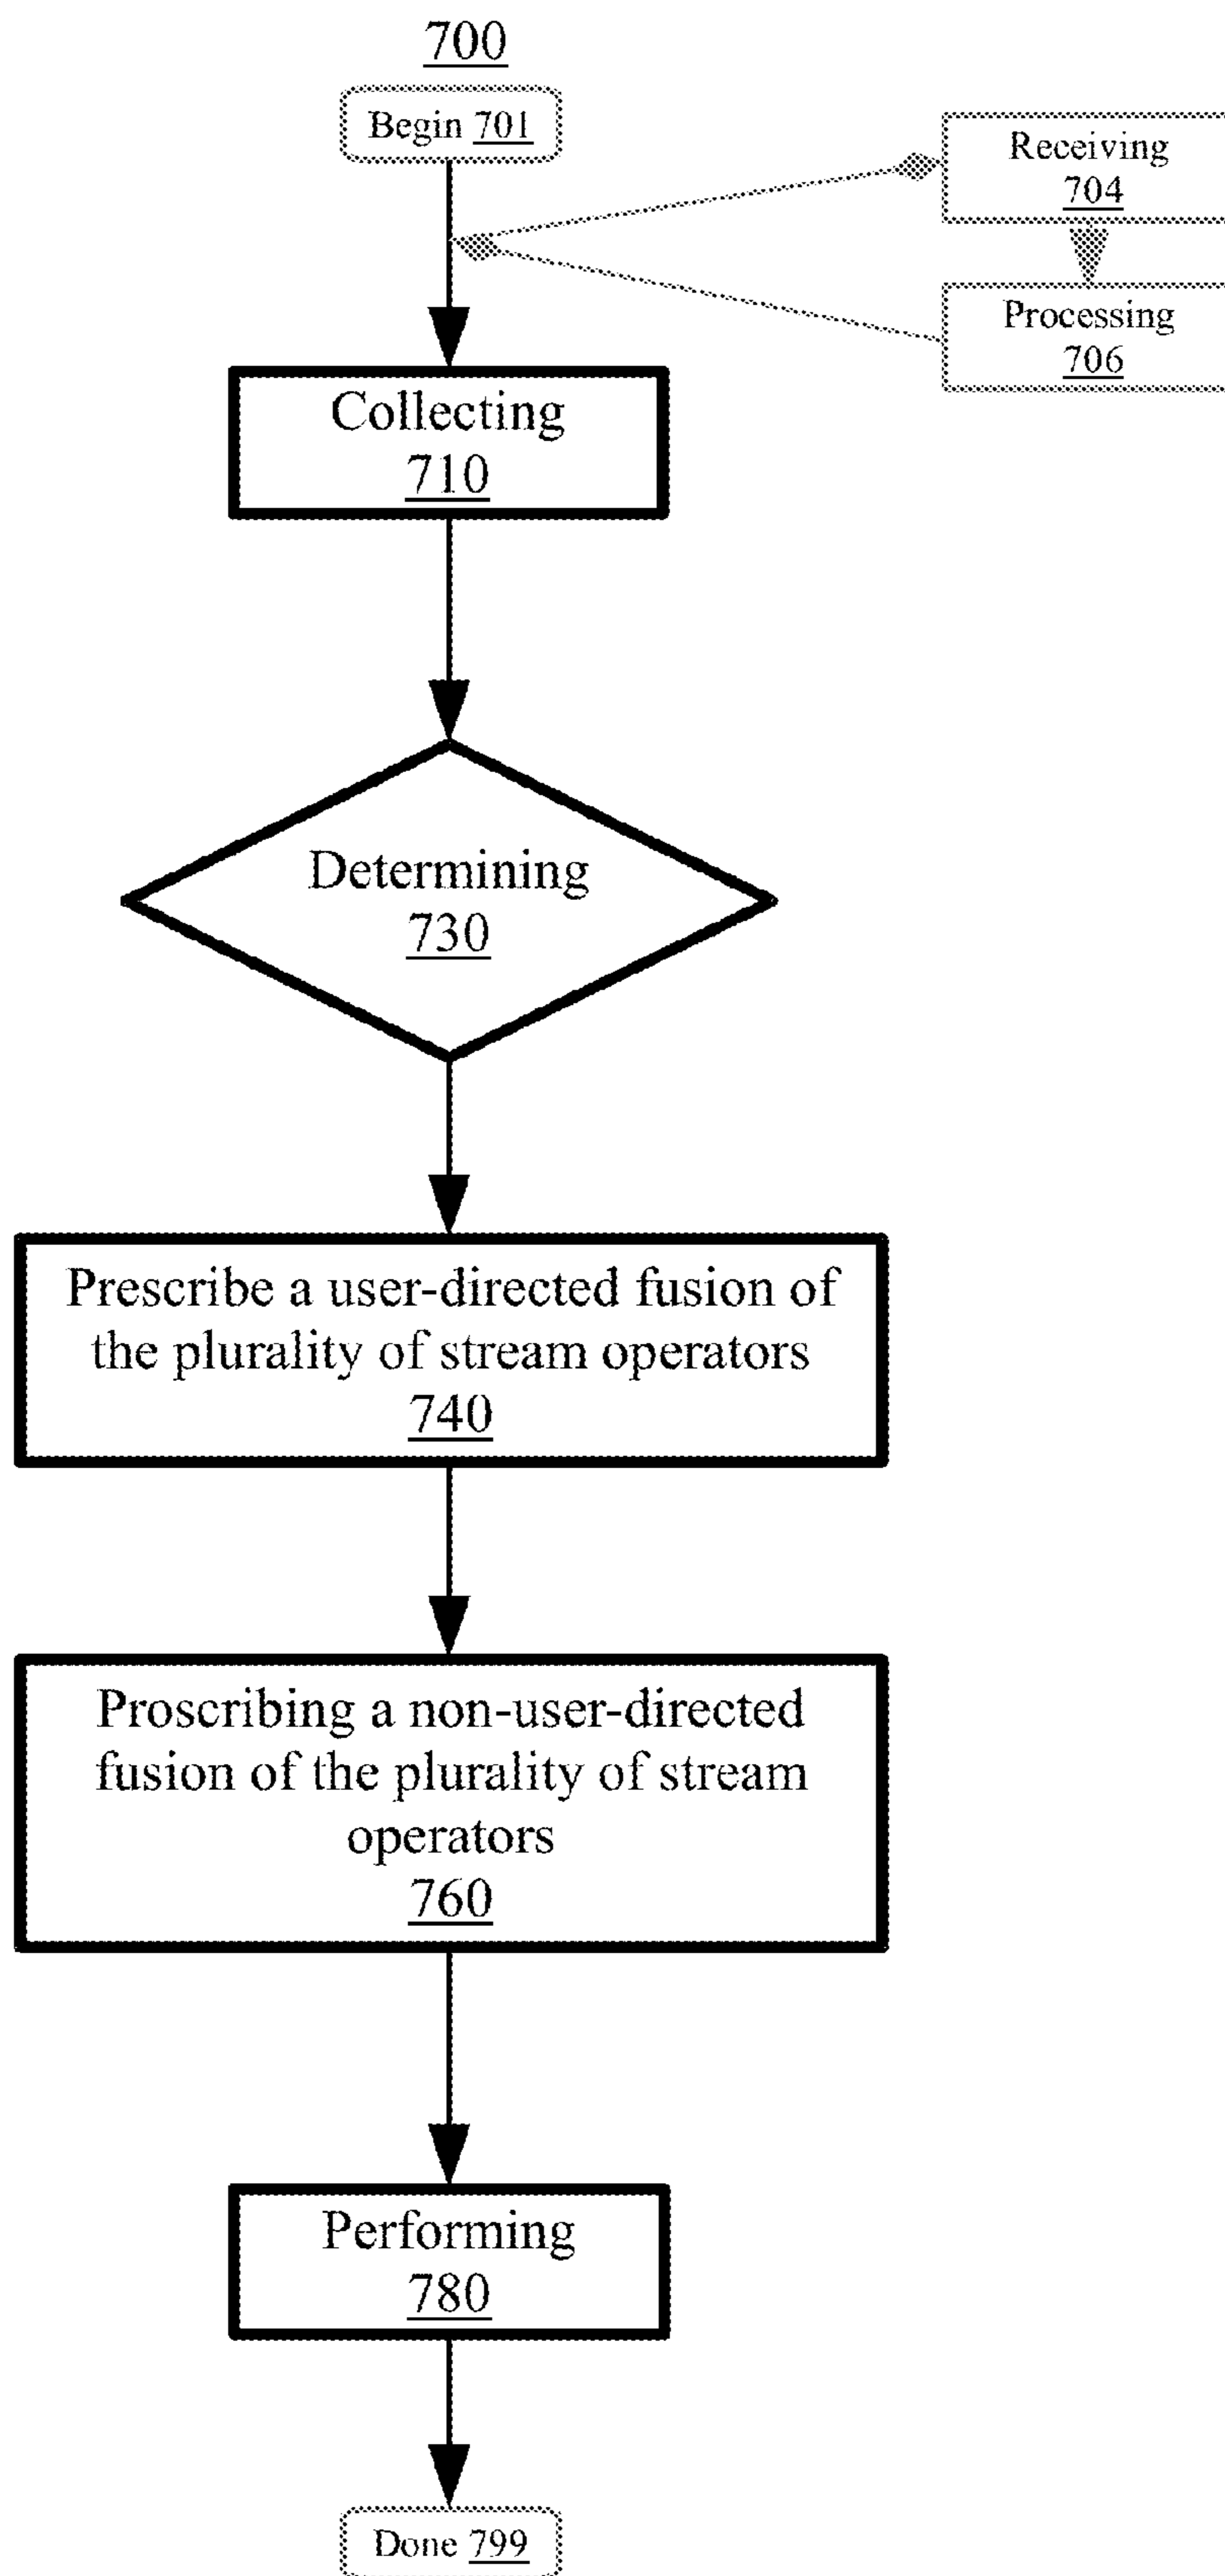 700
Begin 701
Receiving
704
Processing
706
Collecting
710
Determining
730
Prescribe a user-directed fusion of
the plurality of stream operators
740
Proscribing a non-user-directed
fusion of the plurality of stream
operators
760
Performing
780
Done 799